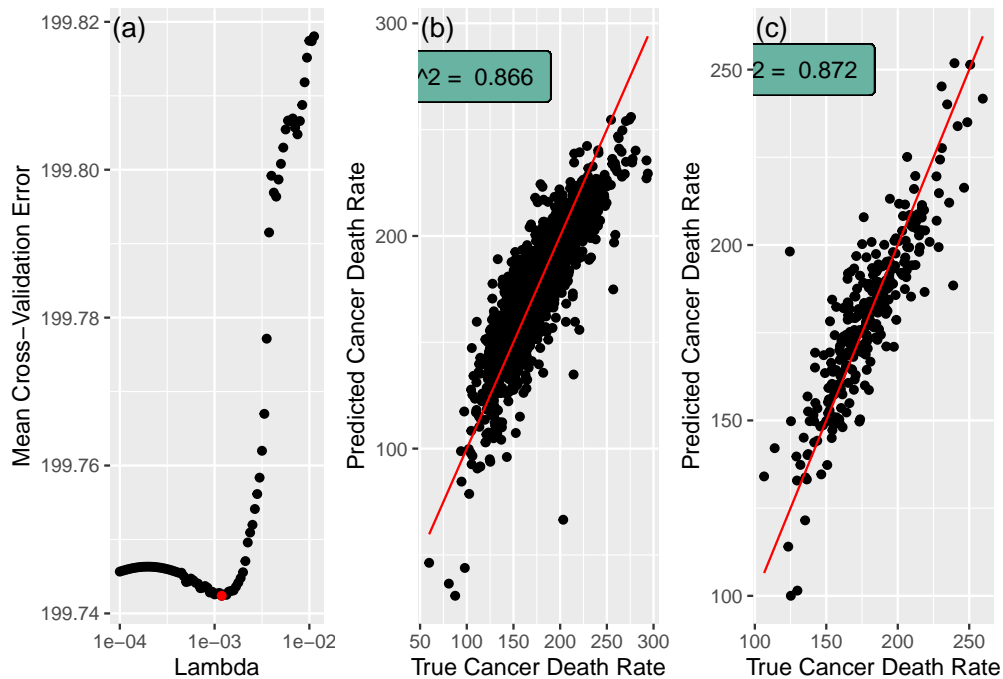 (a)
199.82
199.80
199.78
199.76
199.74
Mean Cross−Validation Error
1e−04
1e−03
1e−02
Lambda
(b)
^2 = 0.866
300
200
100
Predicted Cancer Death Rate
50
100
150
200
250
300
True Cancer Death Rate
(c)
2 = 0.872
250
200
150
100
Predicted Cancer Death Rate
100
150
200
250
True Cancer Death Rate